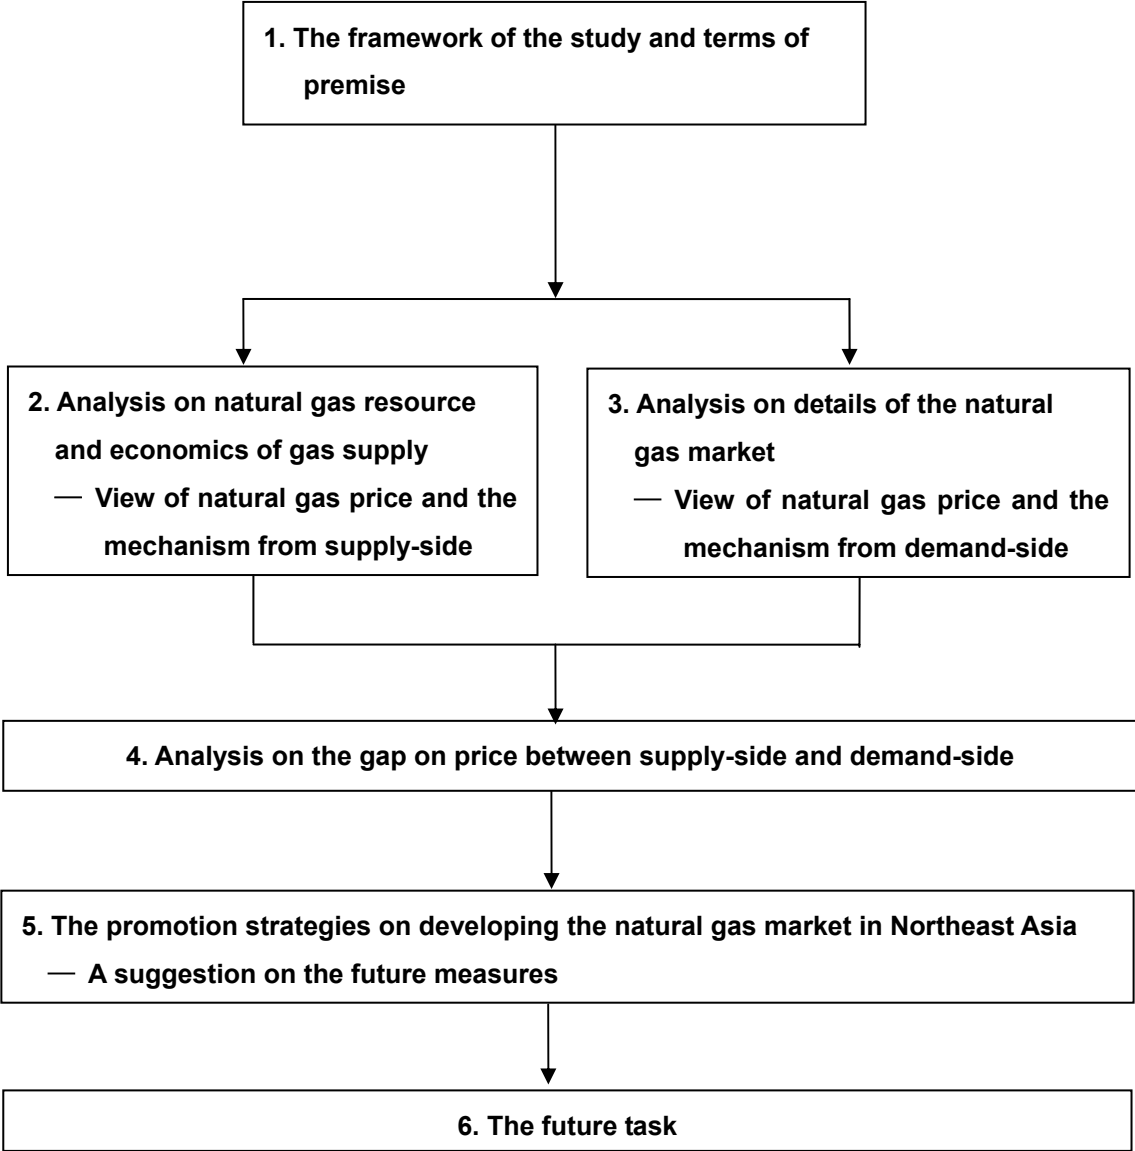 1. The framework of the study and terms of
premise
2. Analysis on natural gas resource
and economics of gas supply
— View of natural gas price and the
mechanism from supply-side
3. Analysis on details of the natural
gas market
— View of natural gas price and the
mechanism from demand-side
4. Analysis on the gap on price between supply-side and demand-side
5. The promotion strategies on developing the natural gas market in Northeast Asia
— A suggestion on the future measures
6. The future task